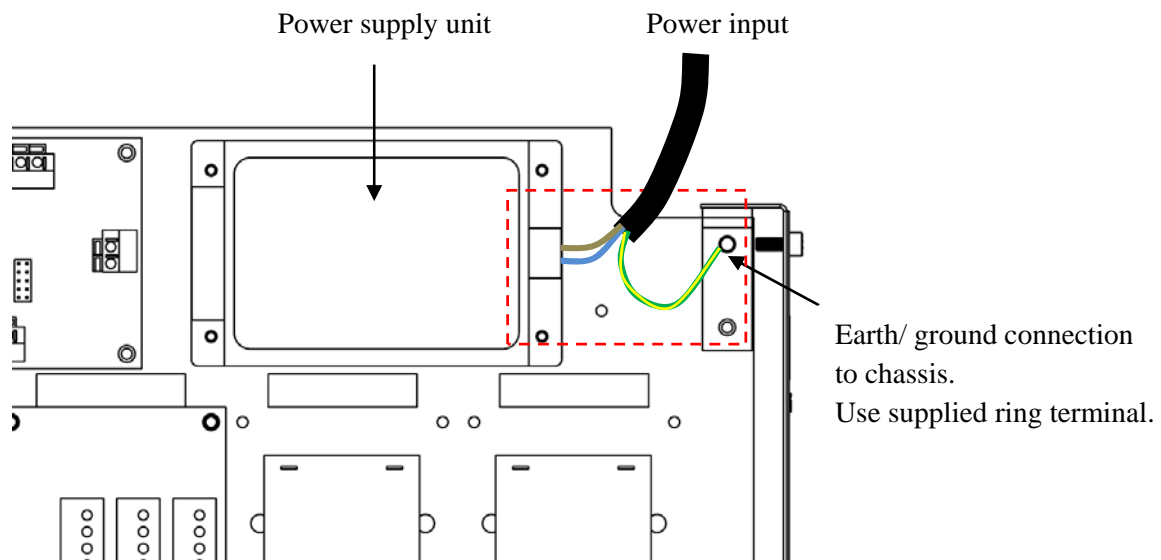 Power supply unit
Power input
Earth/ ground connection
to chassis.
Use supplied ring terminal.